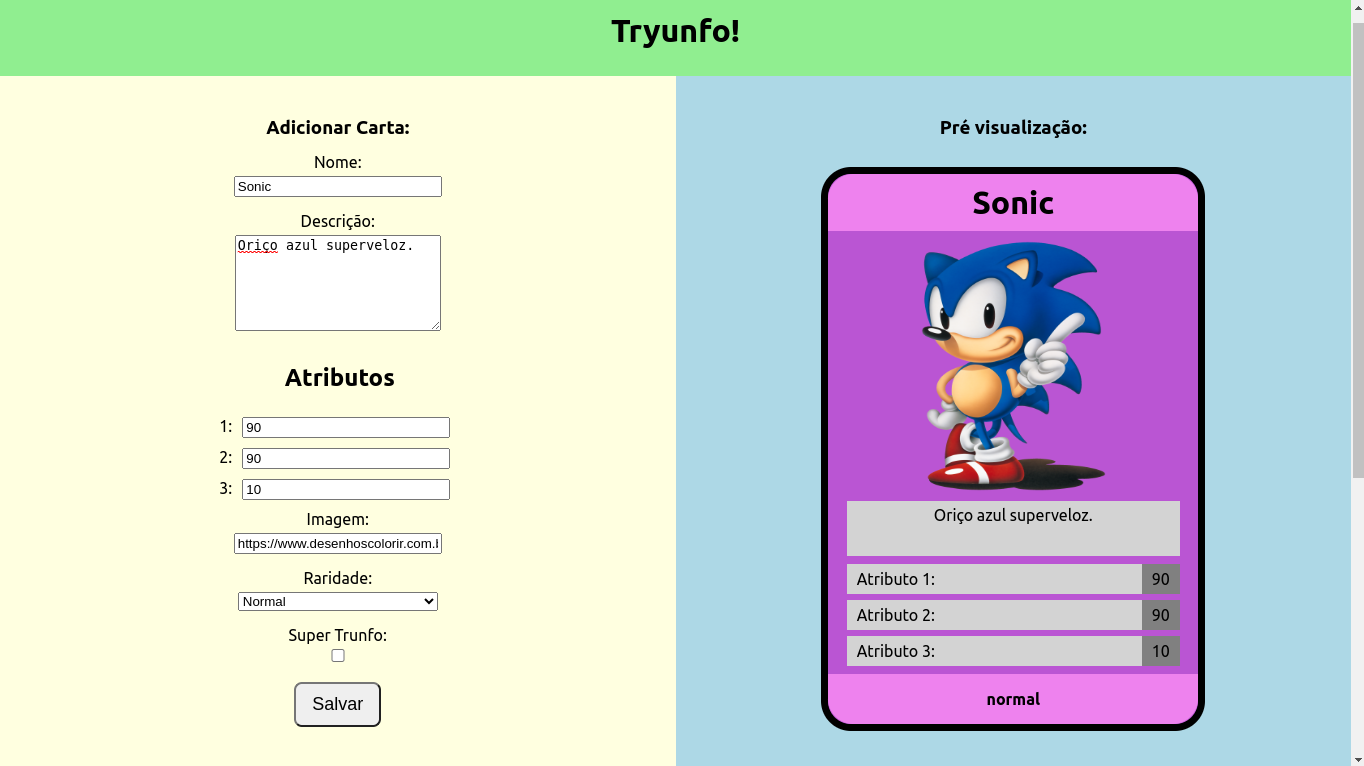 Tryunfo!
Adicionar Carta:
Nome:
Sonic
Descrição:
Oriço azul superveloz.
Atributos
1: 90
2: 90
3: 10
Imagem:
https://www.desenhoscolorir.com.b
Raridade:
Normal
Super Trunfo:
Salvar
Pré visualização:
Sonic
Oriço azul superveloz.
Atributo 1: 90
Atributo 2: 90
Atributo 3: 10
normal